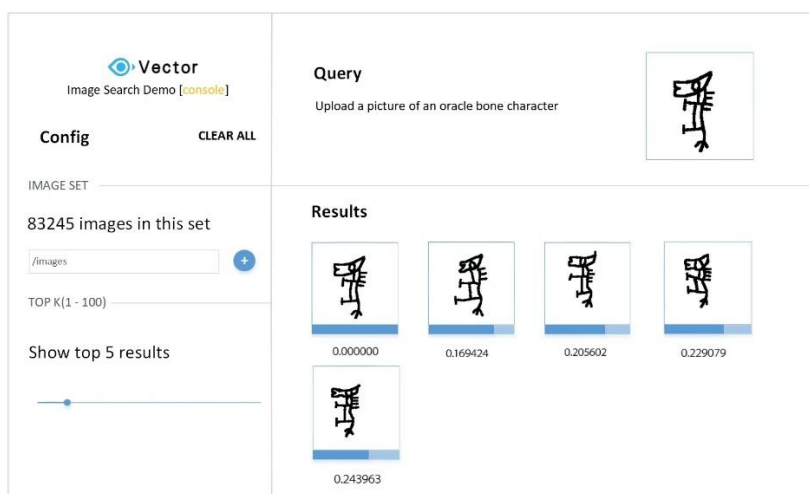 Vector
Image Search Demo [console]
Config
CLEAR ALL
IMAGE SET
83245 images in this set
/images
+
TOP K(1 - 100)
Show top 5 results
Query
Upload a picture of an oracle bone character
Results
0.000000
0.169424
0.205602
0.229079
0.243963